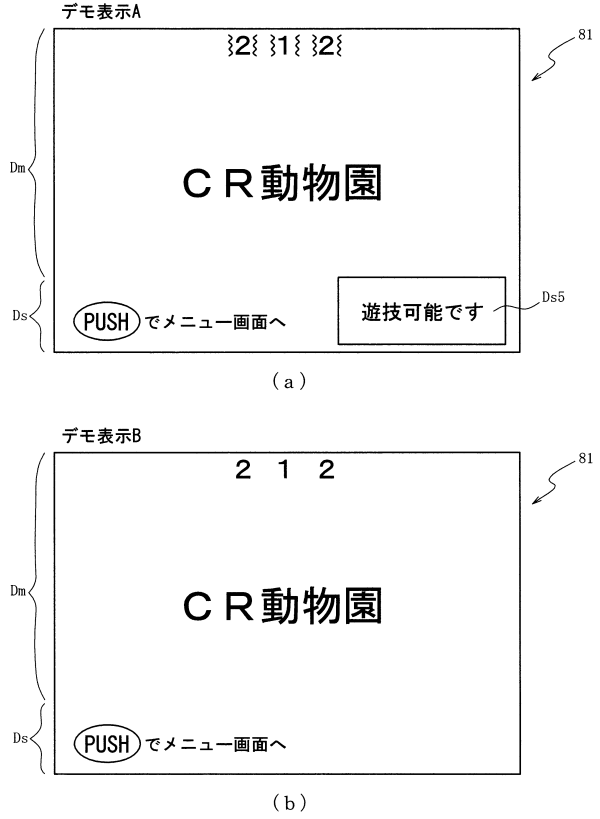 デモ表示A
81
2 1 2
Dm
CR動物園
Ds
PUSH でメニュー画面へ
遊技可能です
Ds5
(a)
デモ表示B
81
2 1 2
Dm
CR動物園
Ds
PUSH でメニュー画面へ
(b)